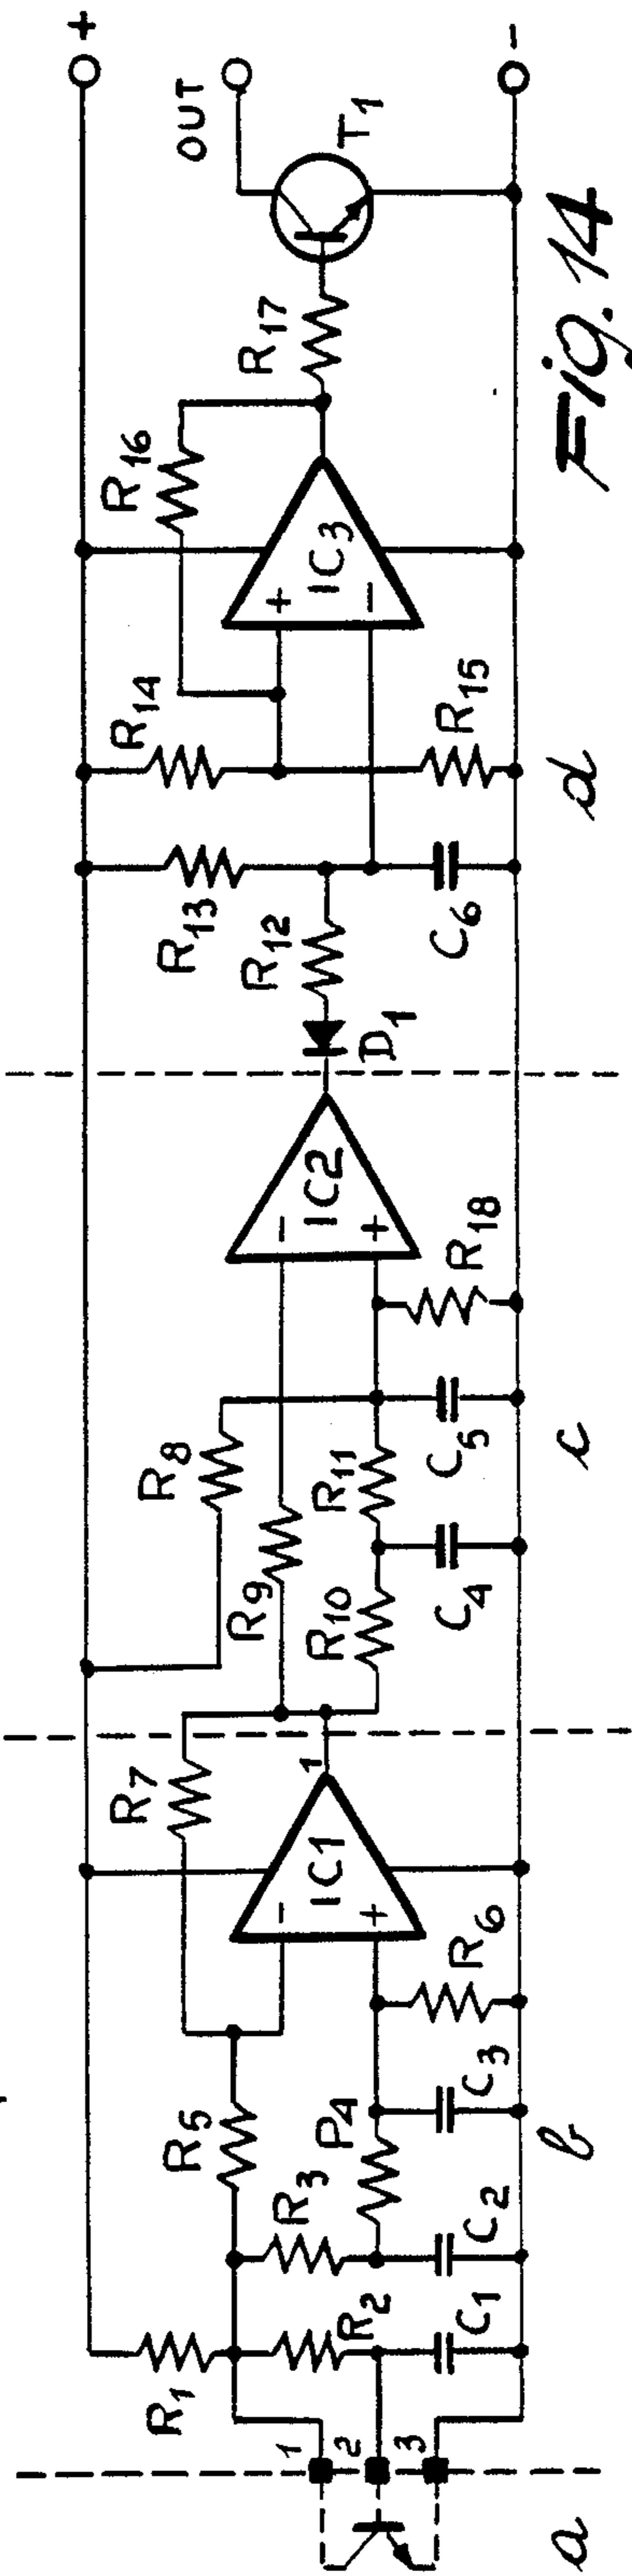 +
OUT
T1
-
Fig. 14
R17
R16
IC3
+
-
R14
R15
d
R13
R12
C6
D1
IC2
-
+
R18
R8
R9
R11
R10
C5
C4
c
R7
1
IC1
-
+
R6
R5
P4
C3
b
R3
C2
R2
C1
R1
1
2
3
a